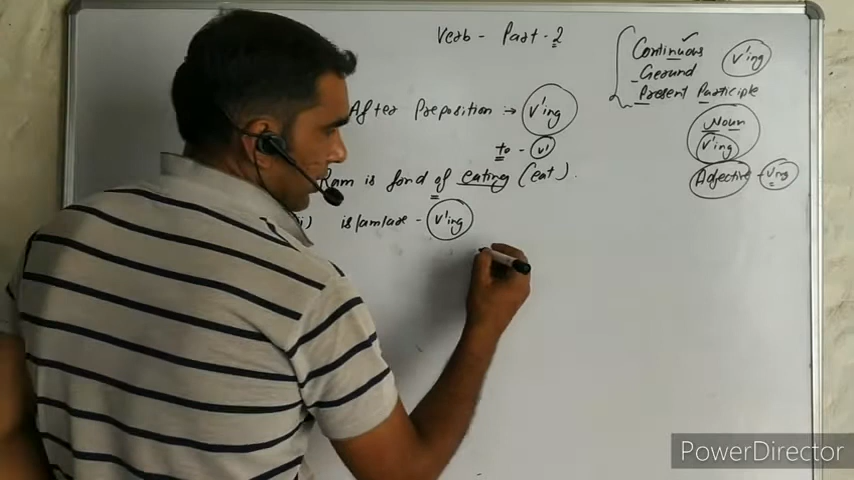 Verb - Part - 2
Continuous
Gerund
Present Participle
V'ing
After Preposition → V'ing
to - V'
Noun
V'ing
Adjective - V'ing
Ram is fond of eating (eat).
i) is/am/are - V'ing
PowerDirector